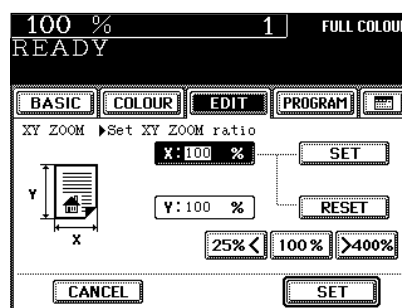 100 % 1 FULL COLOU
READY
BASIC COLOUR EDIT PROGRAM
XY ZOOM ▶Set XY ZOOM ratio
X:100 % SET
Y
Y:100 % RESET
X
25%< 100 % >400%
CANCEL SET